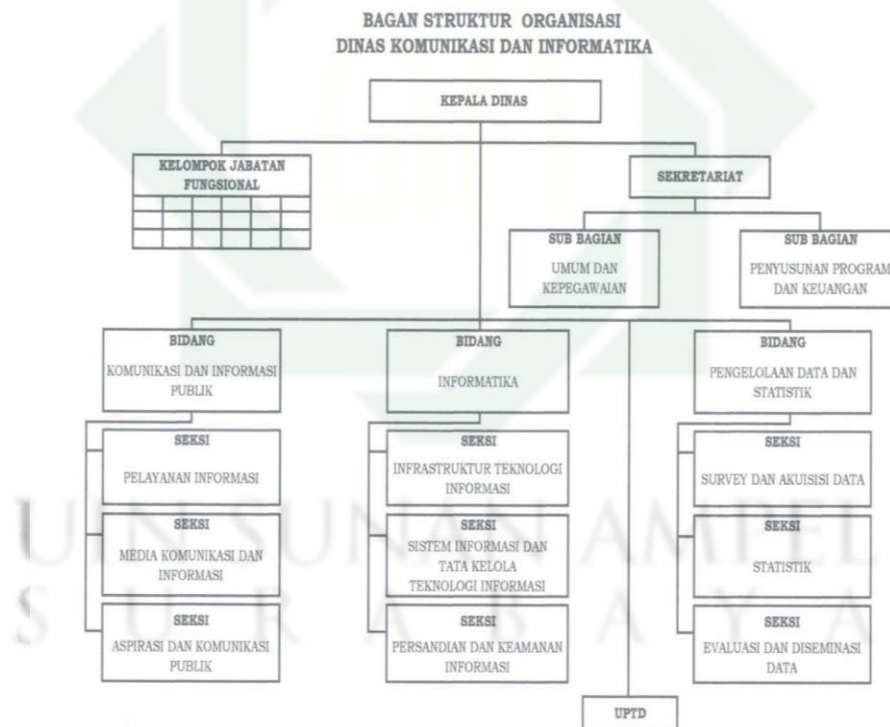 BAGAN STRUKTUR ORGANISASI
DINAS KOMUNIKASI DAN INFORMATIKA
KEPALA DINAS
KELOMPOK JABATAN
FUNGSIONAL
SEKRETARIAT
SUB BAGIAN
UMUM DAN
KEPEGAWAIAN
SUB BAGIAN
PENYUSUNAN PROGRAM
DAN KEUANGAN
BIDANG
KOMUNIKASI DAN INFORMASI
PUBLIK
BIDANG
INFORMATIKA
BIDANG
PENGELOLAAN DATA DAN
STATISTIK
SEKSI
PELAYANAN INFORMASI
SEKSI
INFRASTRUKTUR TEKNOLOGI
INFORMASI
SEKSI
SURVEY DAN AKUISISI DATA
SEKSI
MEDIA KOMUNIKASI DAN
INFORMASI
SEKSI
SISTEM INFORMASI DAN
TATA KELOLA
TEKNOLOGI INFORMASI
SEKSI
STATISTIK
SEKSI
ASPIRASI DAN KOMUNIKASI
PUBLIK
SEKSI
PERSANDIAN DAN KEAMANAN
INFORMASI
SEKSI
EVALUASI DAN DISEMINASI
DATA
UPTD
UIN SUNAN AMPEL
SURABAYA